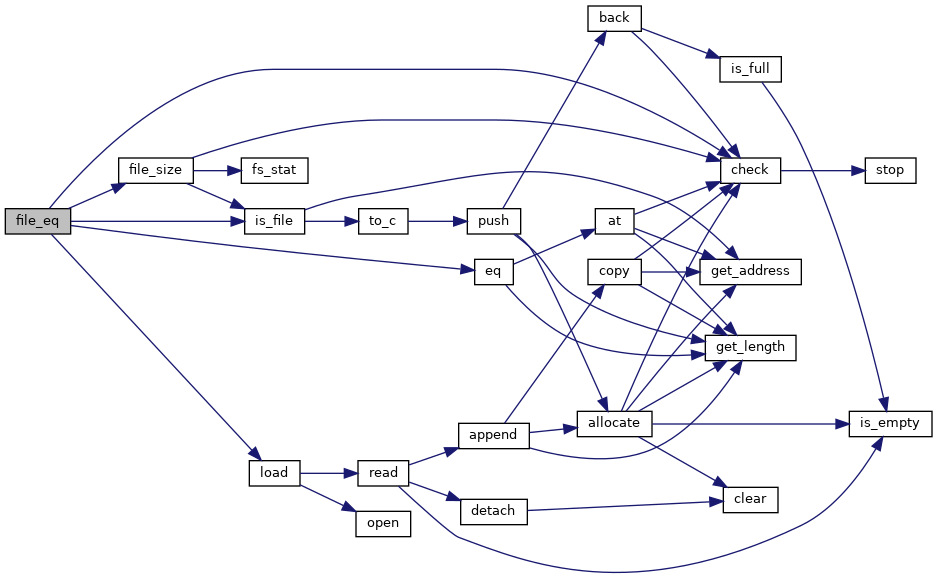 back
is_full
file_size
fs_stat
check
stop
file_eq
is_file
to_c
push
at
eq
copy
get_address
get_length
append
allocate
is_empty
load
read
detach
clear
open